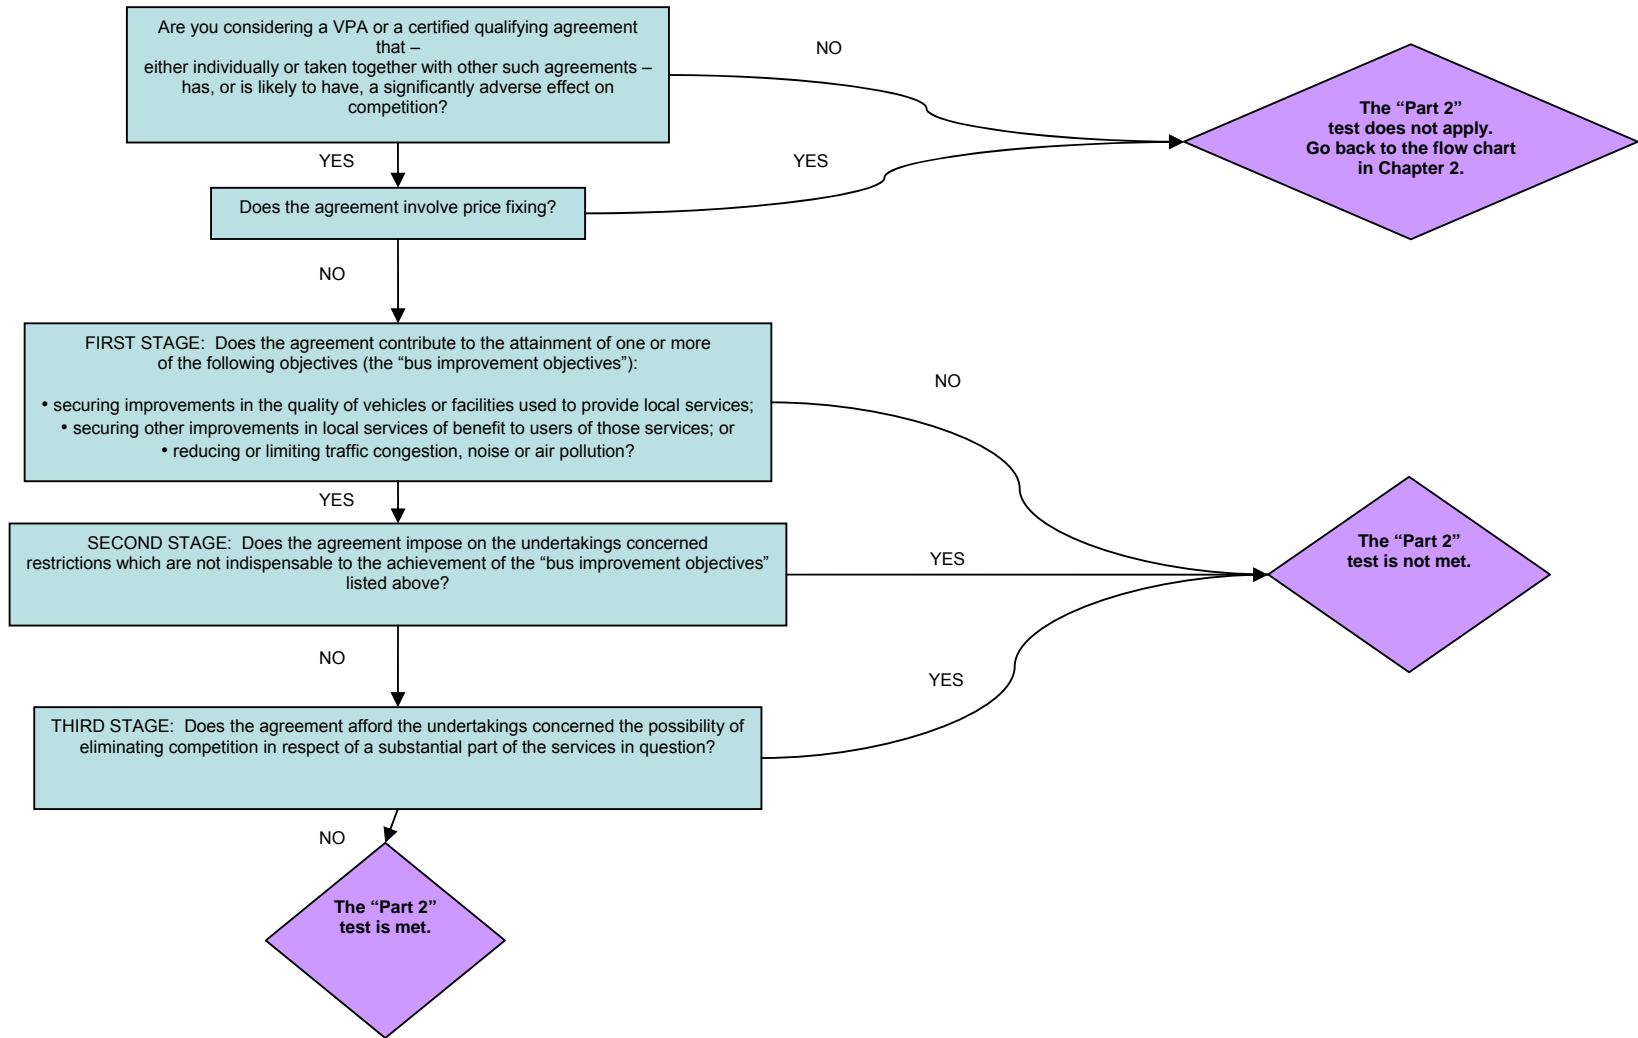 Are you considering a VPA or a certified qualifying agreement
that –
either individually or taken together with other such agreements –
has, or is likely to have, a significantly adverse effect on
competition?
NO
The “Part 2”
test does not apply.
Go back to the flow chart
in Chapter 2.
YES
YES
Does the agreement involve price fixing?
NO
FIRST STAGE: Does the agreement contribute to the attainment of one or more
of the following objectives (the “bus improvement objectives”):
• securing improvements in the quality of vehicles or facilities used to provide local services;
• securing other improvements in local services of benefit to users of those services; or
• reducing or limiting traffic congestion, noise or air pollution?
NO
YES
SECOND STAGE: Does the agreement impose on the undertakings concerned
restrictions which are not indispensable to the achievement of the “bus improvement objectives”
listed above?
YES
The “Part 2”
test is not met.
NO
YES
THIRD STAGE: Does the agreement afford the undertakings concerned the possibility of
eliminating competition in respect of a substantial part of the services in question?
NO
The “Part 2”
test is met.